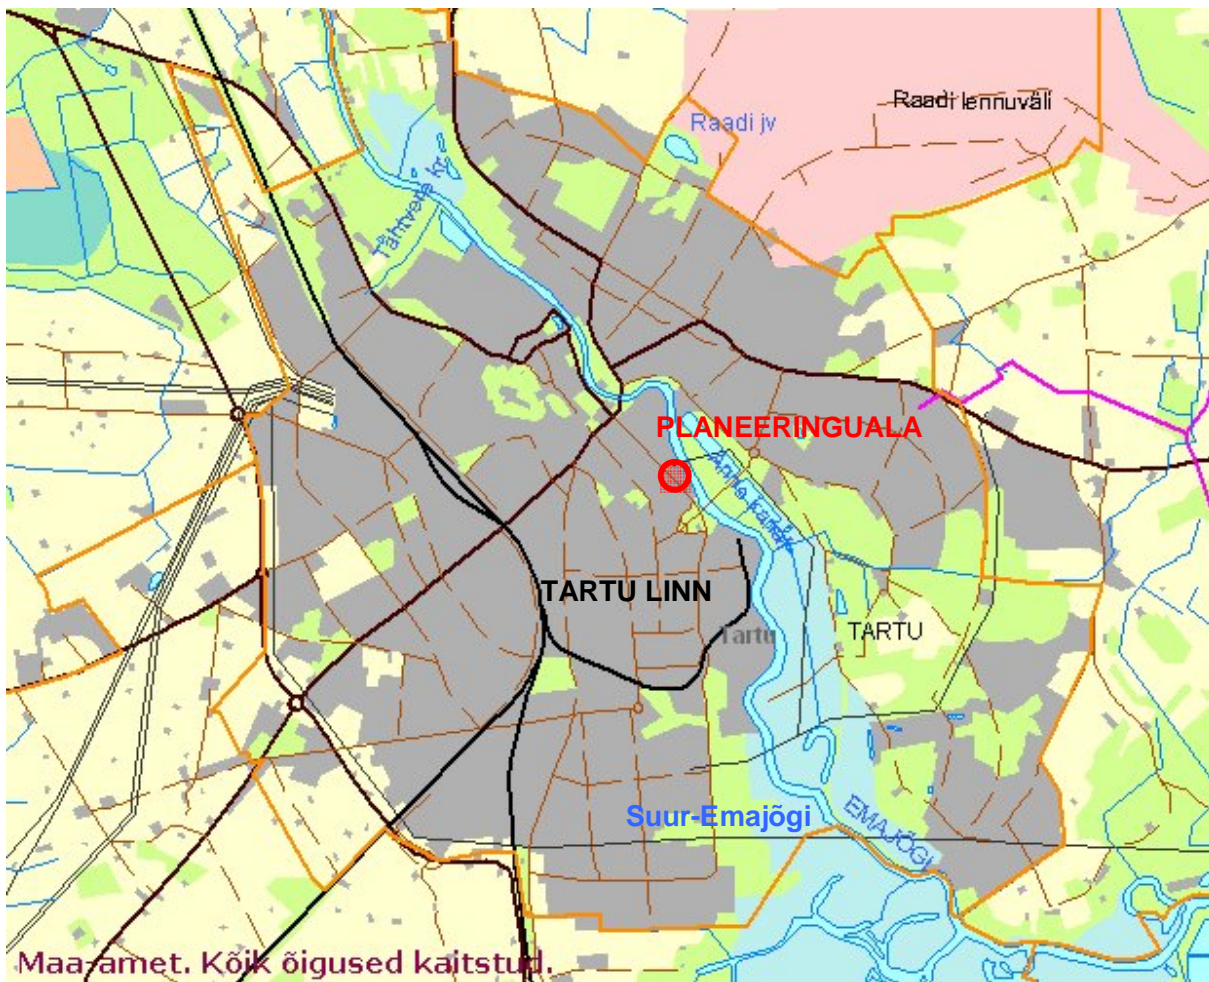 Raadi lennuväli
Raadi jv
Tähtvere kr
PLANEERINGUALA
Anne kanal
TARTU LINN
Tartu
TARTU
Suur-Emajõgi
EMAJÕGI
Maa-amet. Kõik õigused kaitstud.